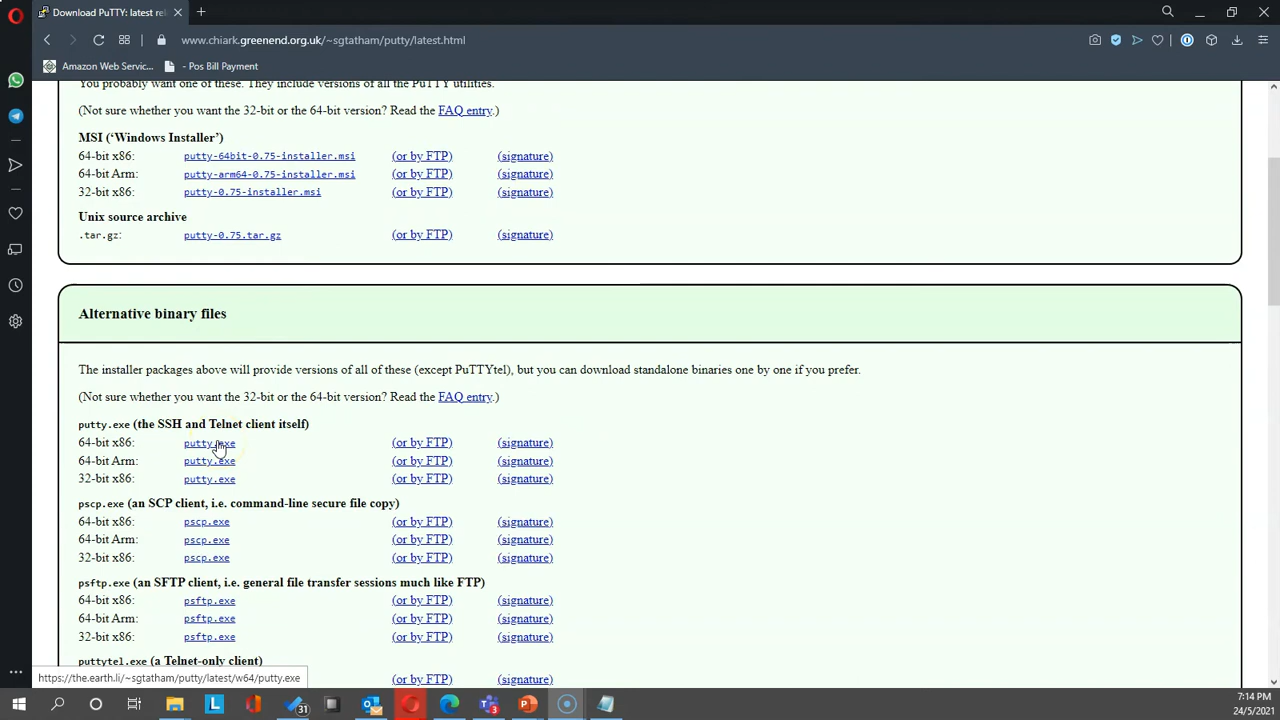 Download PuTTY: latest rel
www.chiark.greenend.org.uk/~sgtatham/putty/latest.html
Amazon Web Servic... - Pos Bill Payment
You probably want one of these. They include versions of all the PuTTY utilities.
(Not sure whether you want the 32-bit or the 64-bit version? Read the FAQ entry.)
MSI (‘Windows Installer’)
64-bit x86: putty-64bit-0.75-installer.msi (or by FTP) (signature)
64-bit Arm: putty-arm64-0.75-installer.msi (or by FTP) (signature)
32-bit x86: putty-0.75-installer.msi (or by FTP) (signature)
Unix source archive
.tar.gz: putty-0.75.tar.gz (or by FTP) (signature)
Alternative binary files
The installer packages above will provide versions of all of these (except PuTTYtel), but you can download standalone binaries one by one if you prefer.
(Not sure whether you want the 32-bit or the 64-bit version? Read the FAQ entry.)
putty.exe (the SSH and Telnet client itself)
64-bit x86: putty.exe (or by FTP) (signature)
64-bit Arm: putty.exe (or by FTP) (signature)
32-bit x86: putty.exe (or by FTP) (signature)
pscp.exe (an SCP client, i.e. command-line secure file copy)
64-bit x86: pscp.exe (or by FTP) (signature)
64-bit Arm: pscp.exe (or by FTP) (signature)
32-bit x86: pscp.exe (or by FTP) (signature)
psftp.exe (an SFTP client, i.e. general file transfer sessions much like FTP)
64-bit x86: psftp.exe (or by FTP) (signature)
64-bit Arm: psftp.exe (or by FTP) (signature)
32-bit x86: psftp.exe (or by FTP) (signature)
puttytel.exe (a Telnet-only client)
(or by FTP) (signature)
https://the.earth.li/~sgtatham/putty/latest/w64/putty.exe
31
3
7:14 PM
24/5/2021